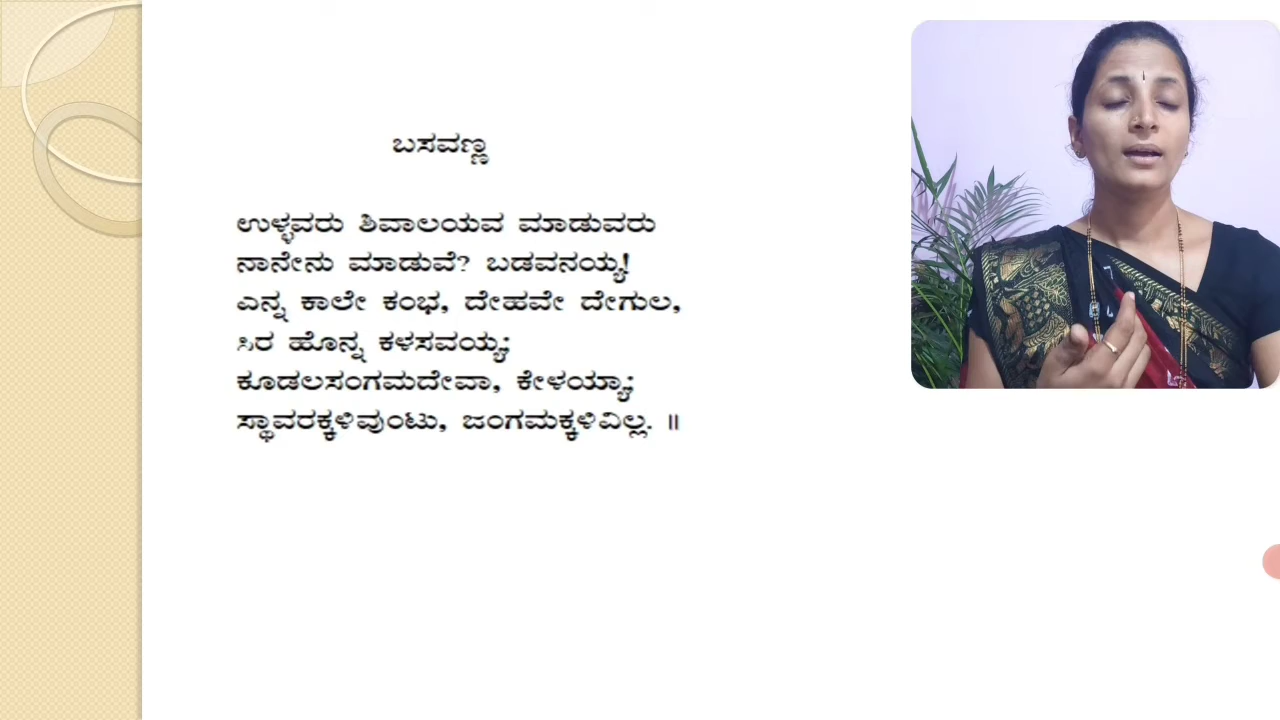 ಬಸವಣ್ಣ
ಉಳ್ಳವರು ಶಿವಾಲಯವ ಮಾಡುವರು
ನಾನೇನು ಮಾಡುವೆ? ಬಡವನಯ್ಯ!
ಎನ್ನ ಕಾಲೇ ಕಂಭ, ದೇಹವೇ ದೇಗುಲ,
ಸಿರ ಹೊನ್ನ ಕಳಸವಯ್ಯ;
ಕೂಡಲಸಂಗಮದೇವಾ, ಕೇಳಯ್ಯಾ;
ಸ್ಥಾವರಕ್ಕಳಿವುಂಟು, ಜಂಗಮಕ್ಕಳಿವಿಲ್ಲ. ॥